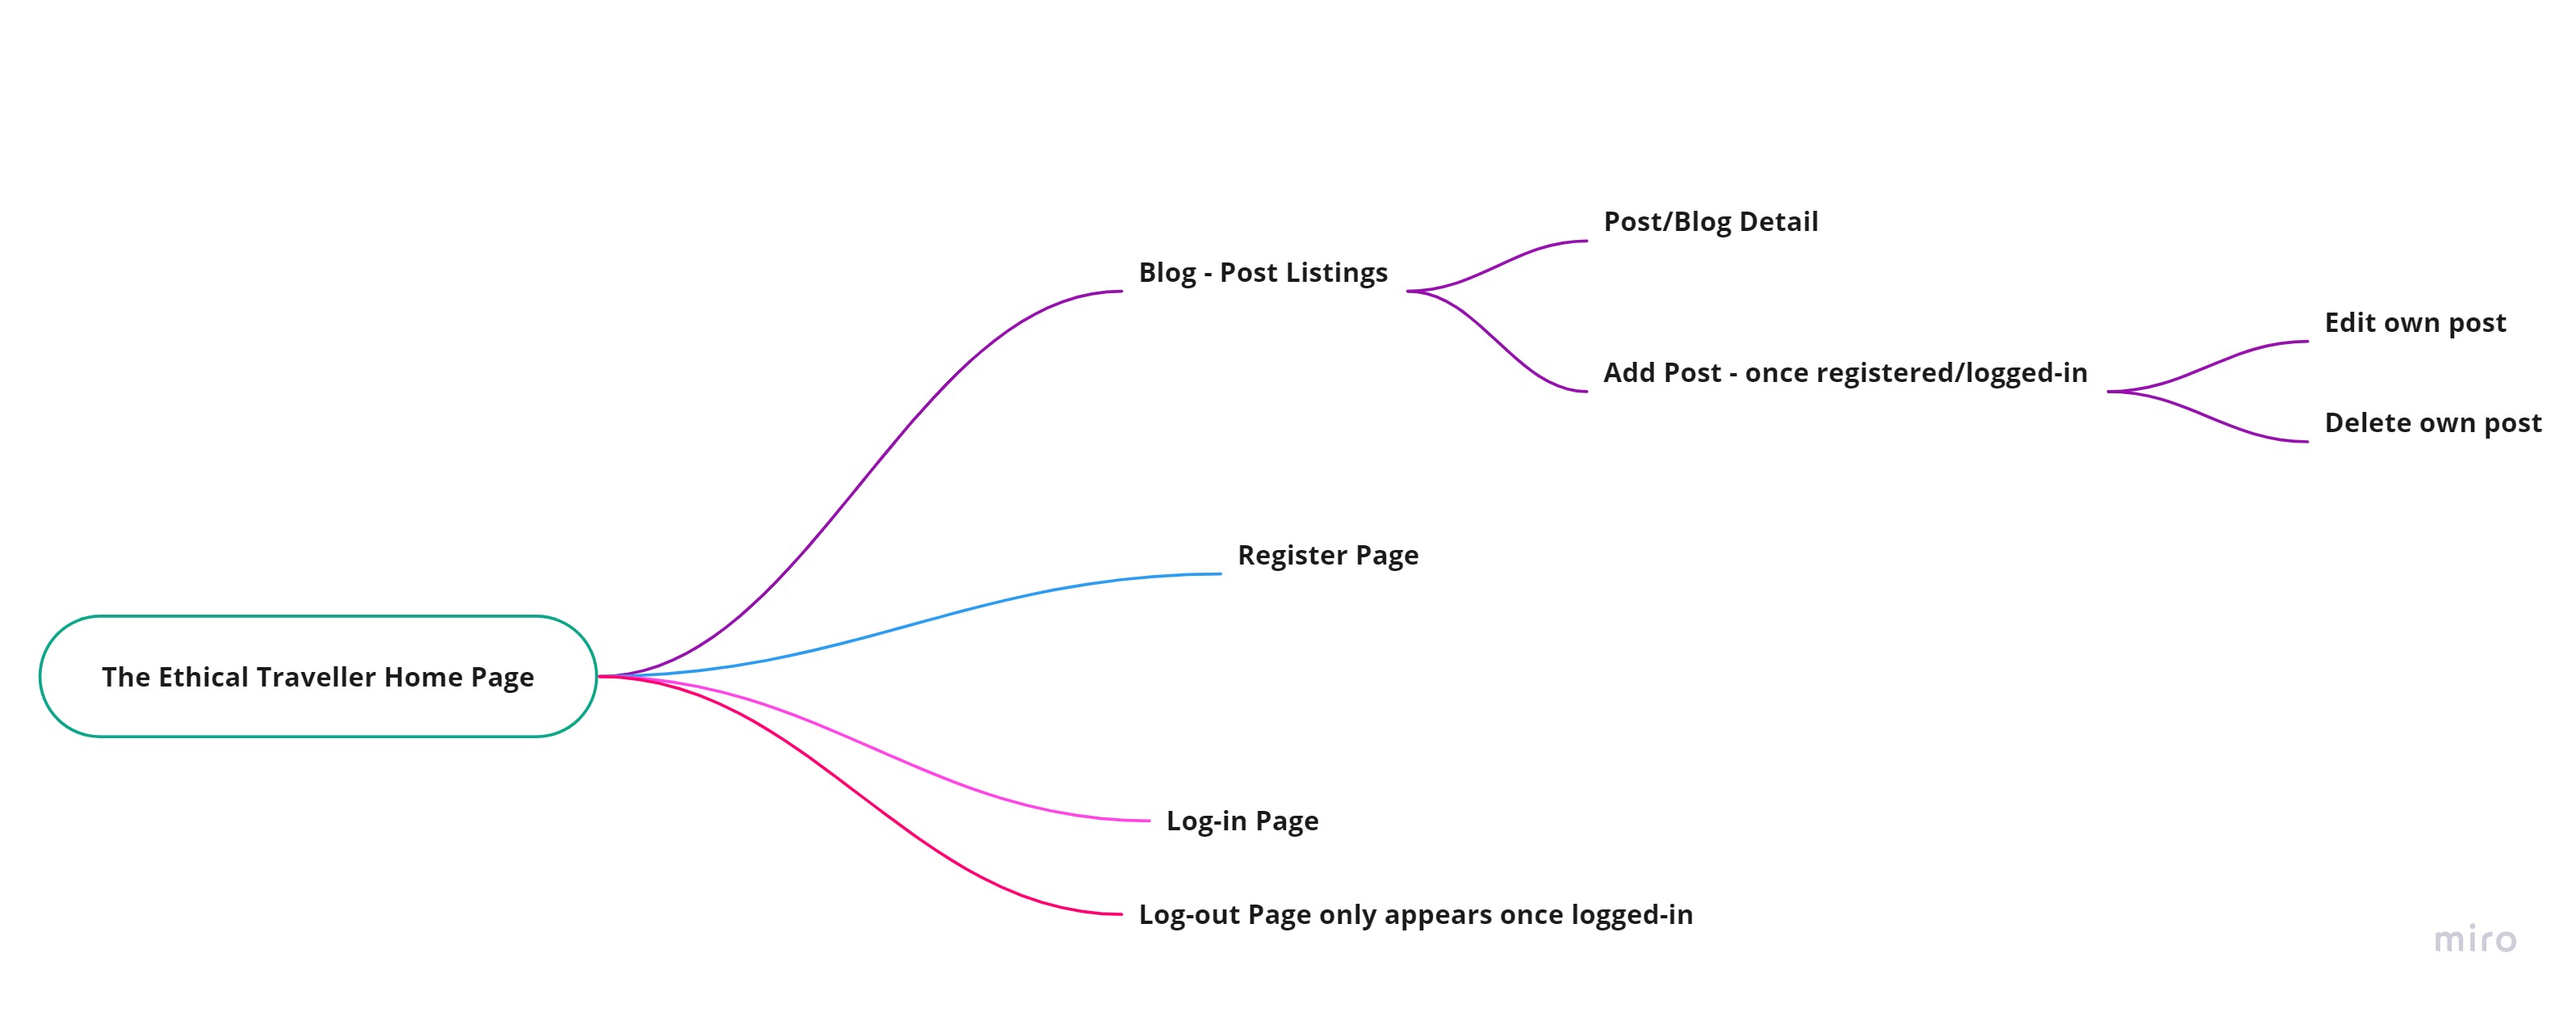 Post/Blog Detail
Blog - Post Listings
Edit own post
Add Post - once registered/logged-in
Delete own post
Register Page
The Ethical Traveller Home Page
Log-in Page
Log-out Page only appears once logged-in
miro